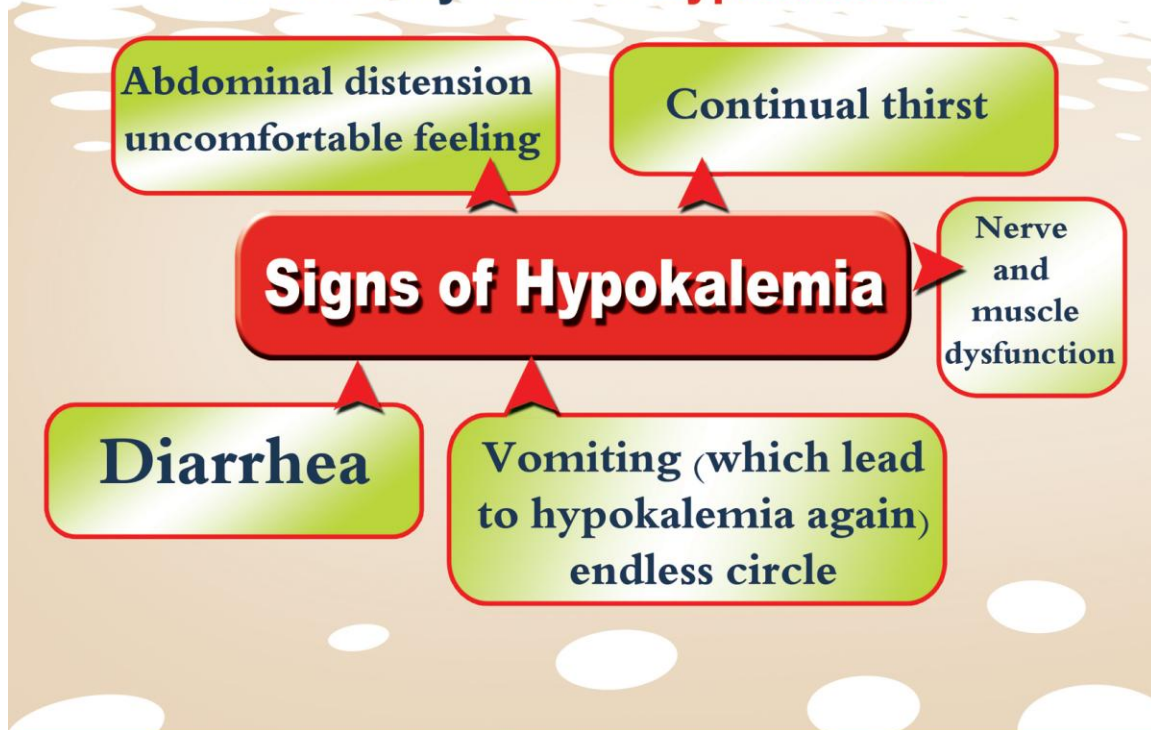 Abdominal distension
uncomfortable feeling
Continual thirst
Signs of Hypokalemia
Nerve
and
muscle
dysfunction
Diarrhea
Vomiting (which lead
to hypokalemia again)
endless circle